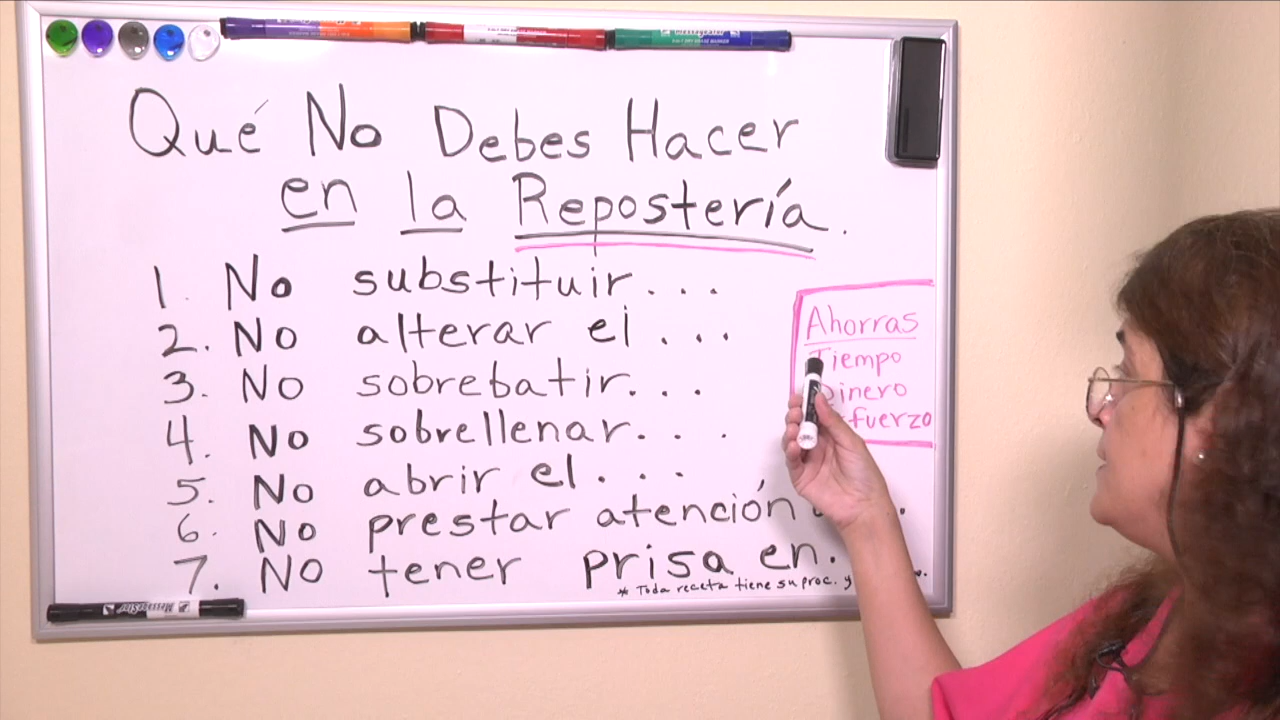 Qué No Debes Hacer
en la Repostería.
1. No substituir...
2. No alterar el ...
3. No sobrebatir...
4. No sobrellenar...
5. No abrir el...
6. No prestar atención
7. No tener prisa en.
* Toda receta tiene su proc. y
Ahorras
Tiempo
Dinero